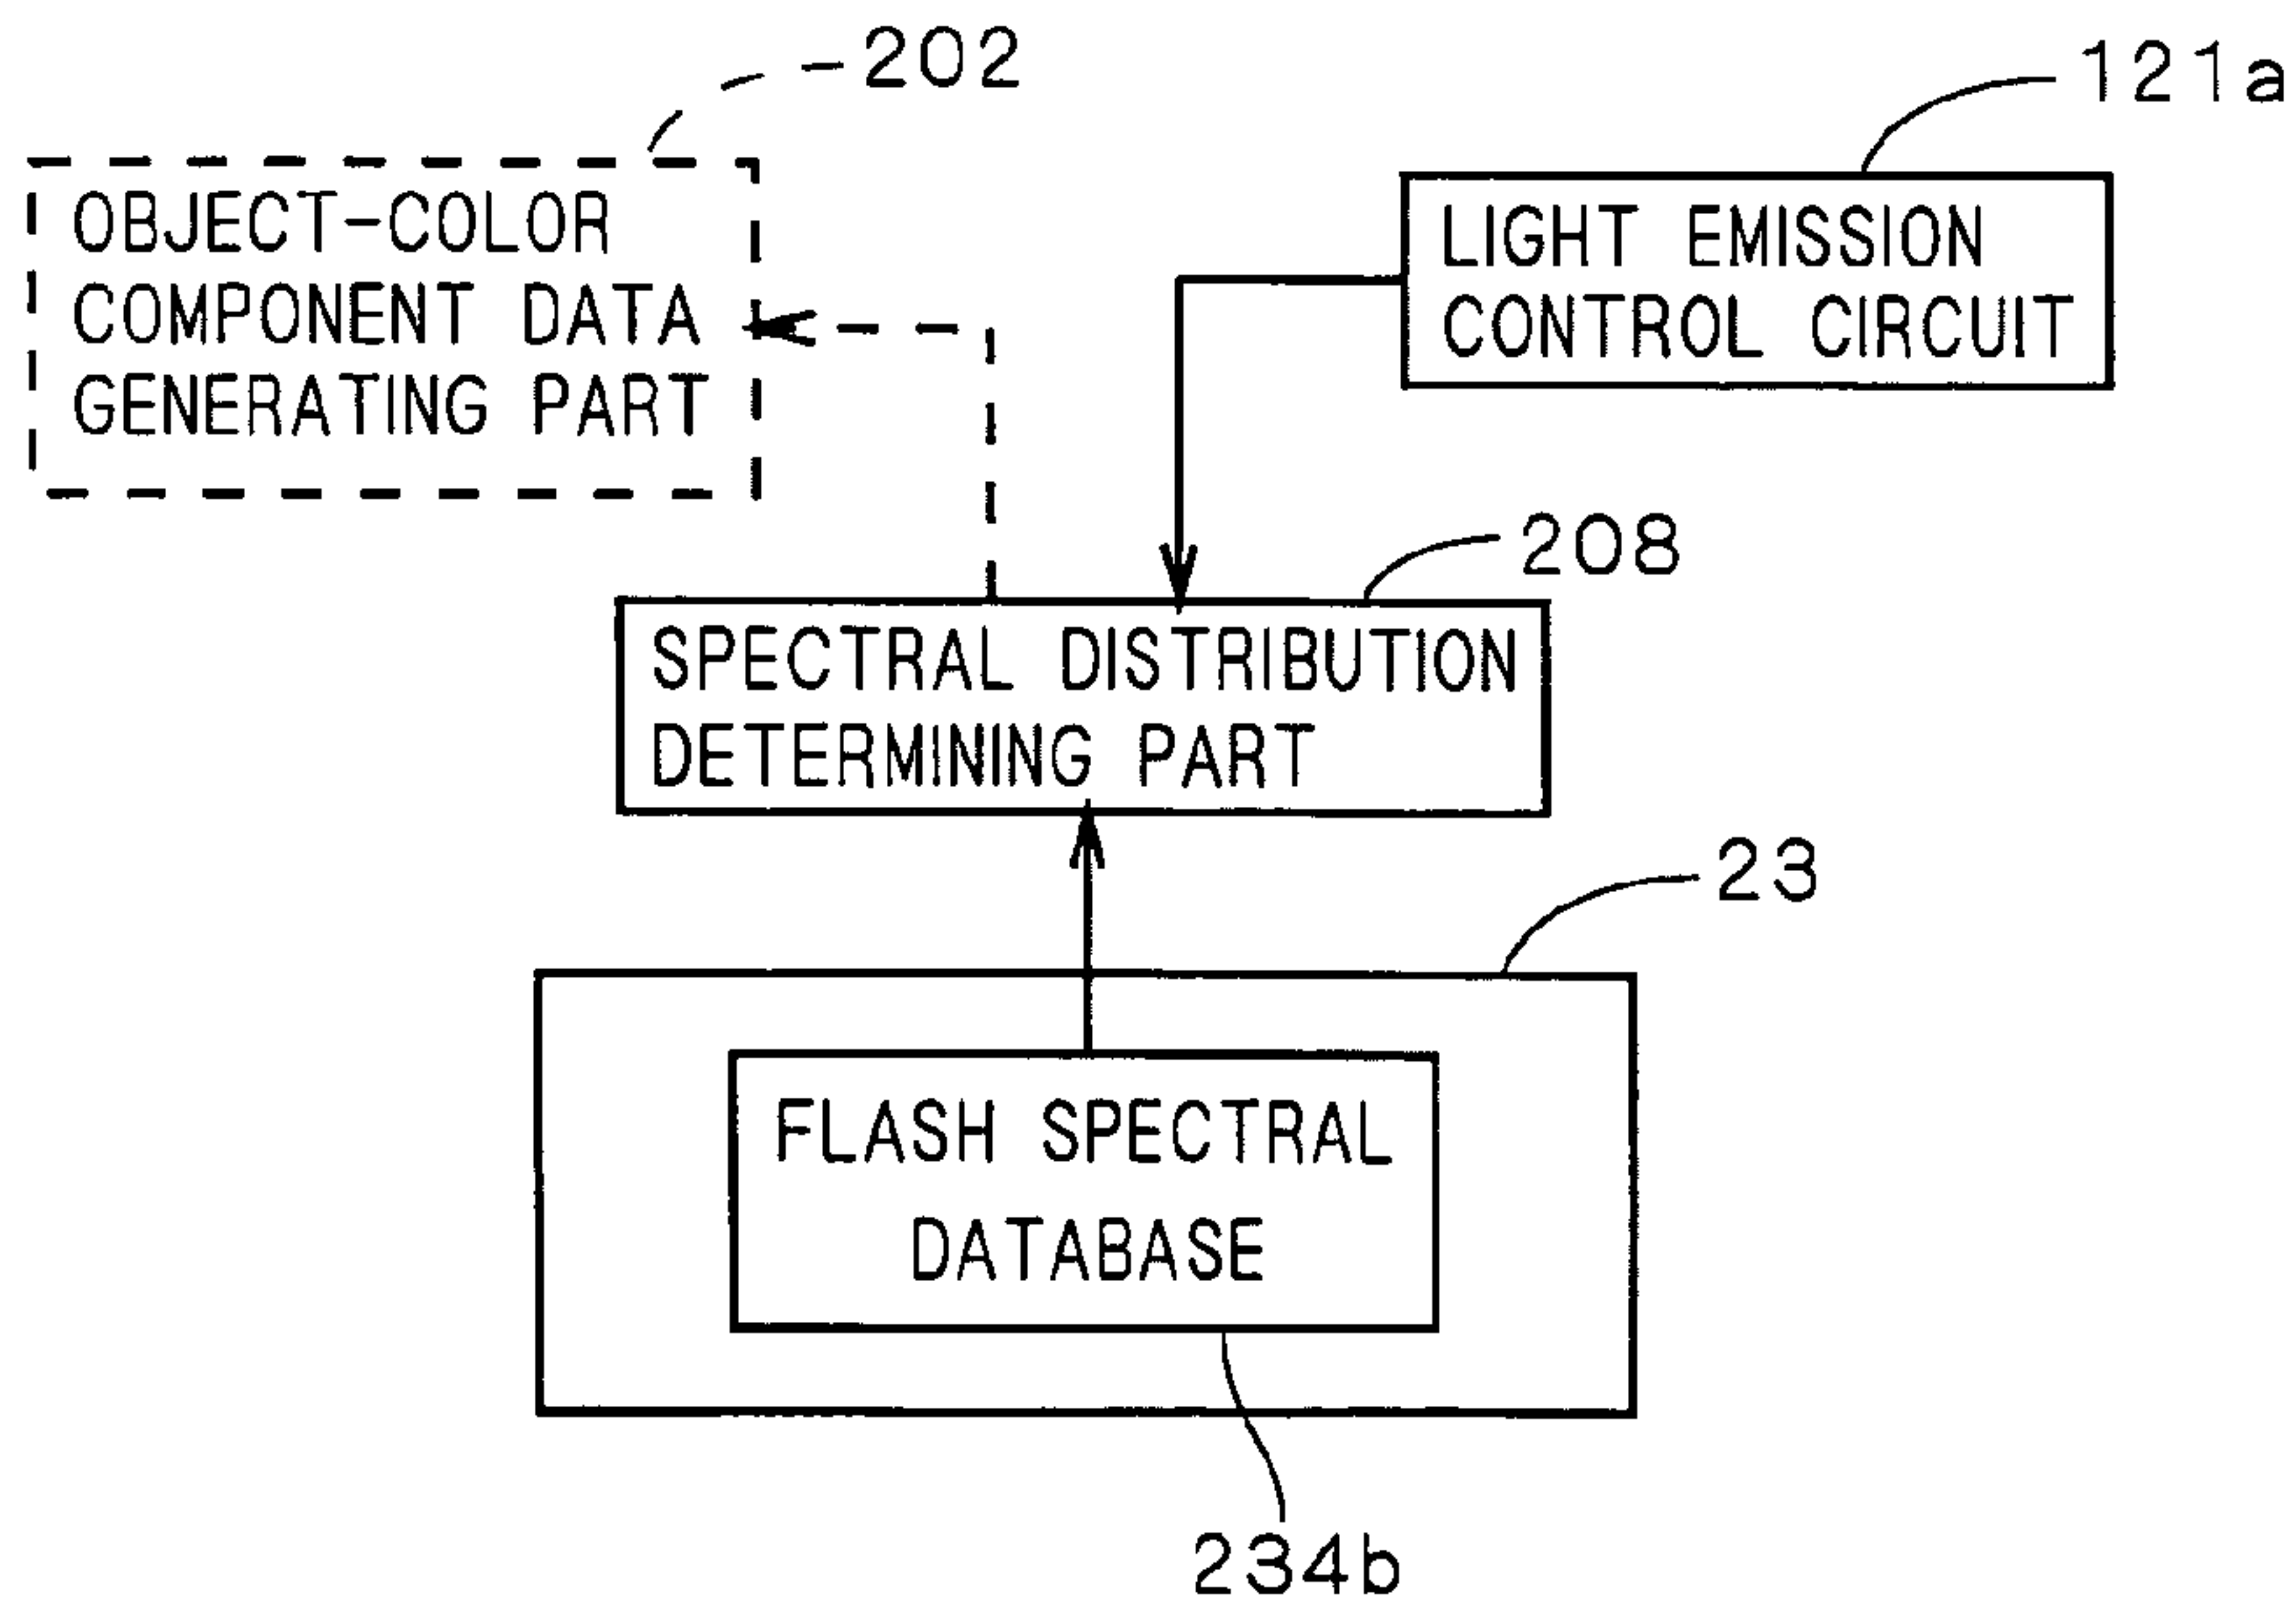 202
121a
OBJECT-COLOR
COMPONENT DATA
GENERATING PART
LIGHT EMISSION
CONTROL CIRCUIT
208
SPECTRAL DISTRIBUTION
DETERMINING PART
23
FLASH SPECTRAL
DATABASE
234b